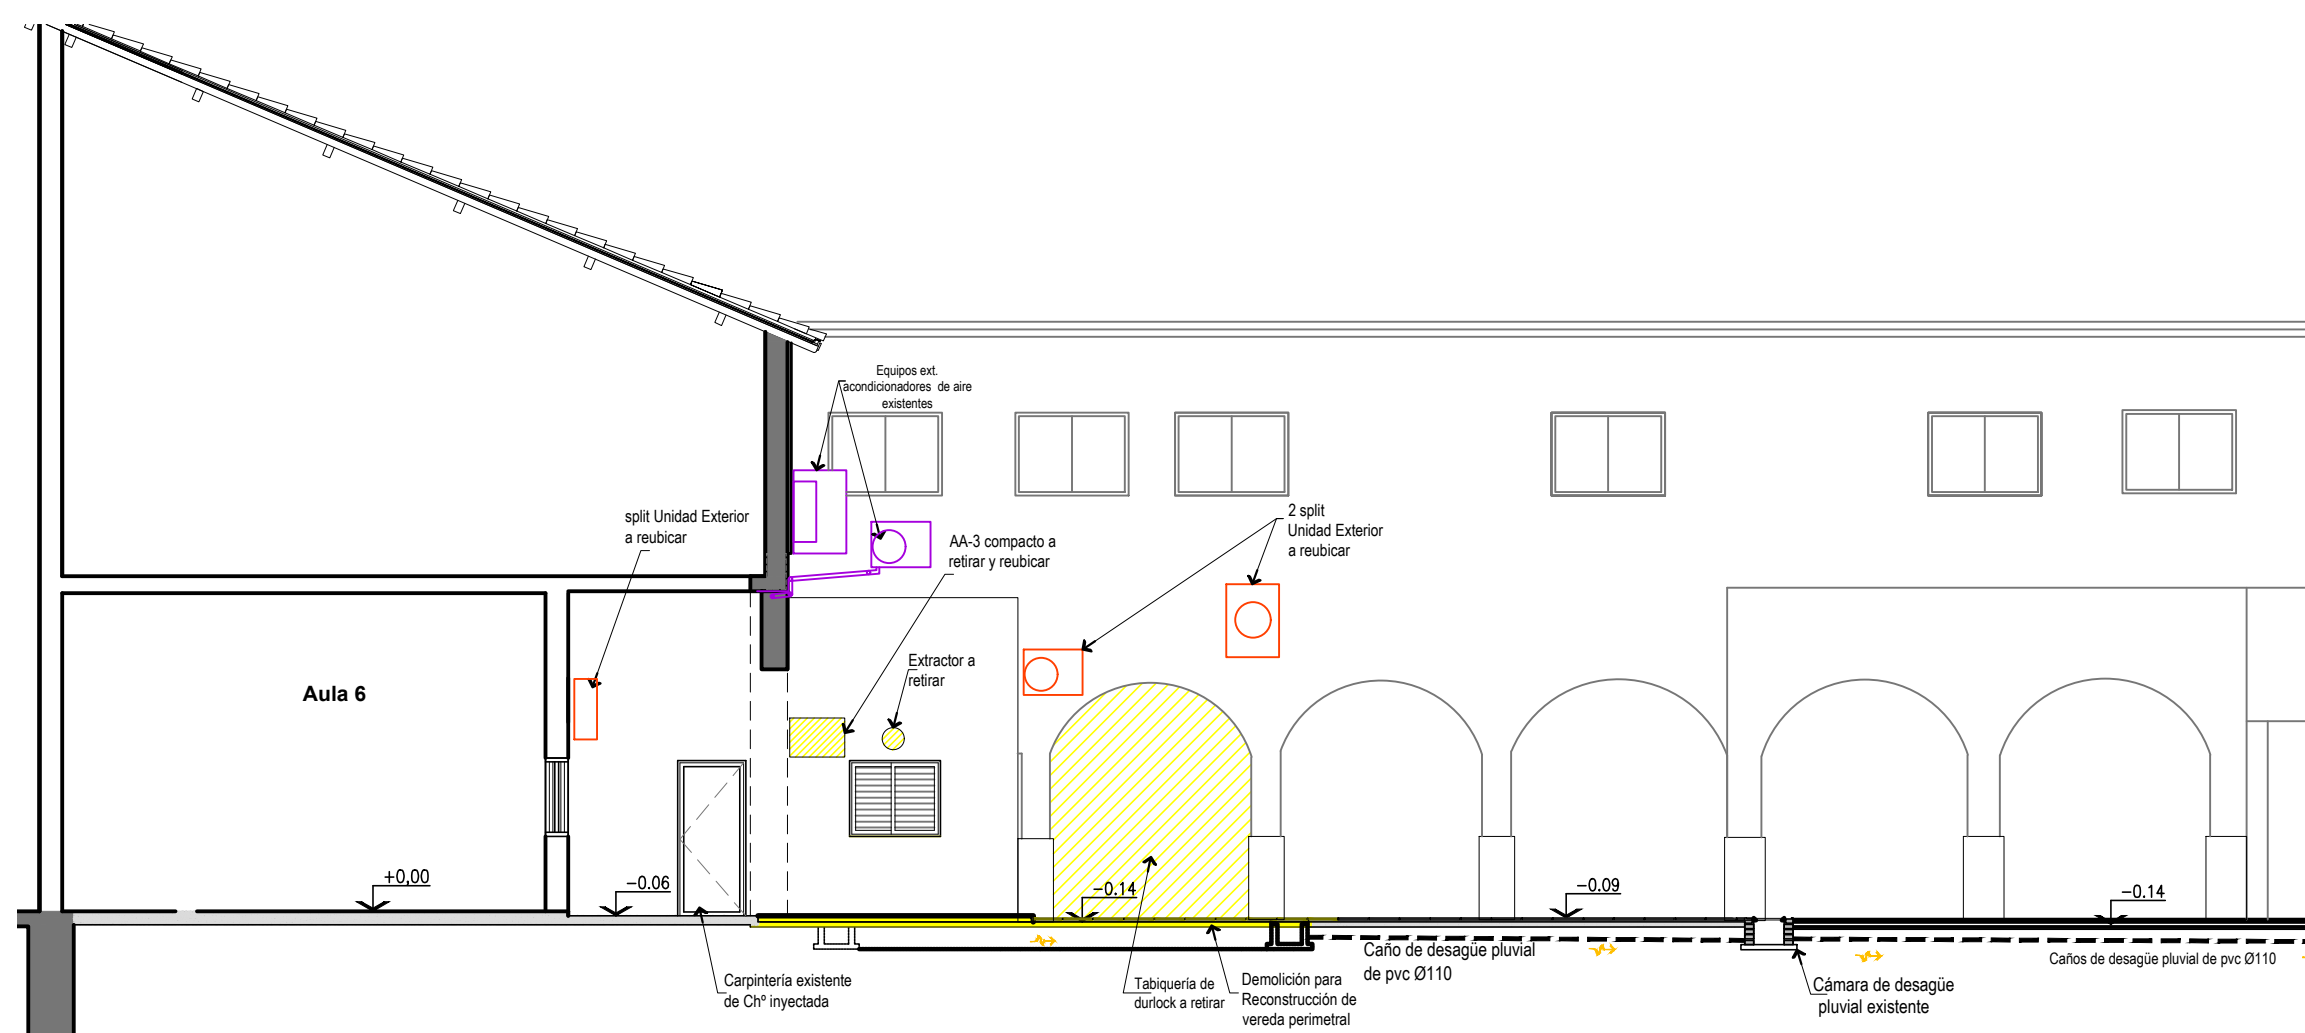 Equipos ext.
acondicionadores de aire
existentes
split Unidad Exterior
a reubicar
AA-3 compacto a
retirar y reubicar
2 split
Unidad Exterior
a reubicar
Extractor a
retirar
Aula 6
+0,00
-0.06
-0.14
-0.09
-0.14
Carpintería existente
de Chº inyectada
Tabiquería de
durlock a retirar
Demolición para
Reconstrucción de
vereda perimetral
Caño de desagüe pluvial
de pvc Ø110
Cámara de desagüe
pluvial existente
Caños de desagüe pluvial de pvc Ø110